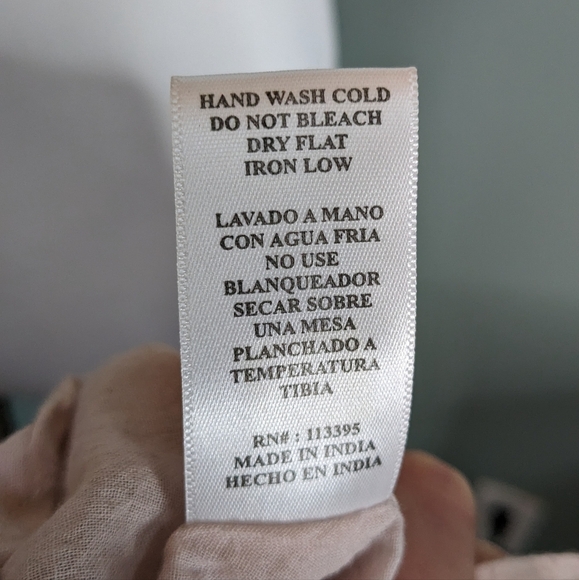 HAND WASH COLD
DO NOT BLEACH
DRY FLAT
IRON LOW
LAVADO A MANO
CON AGUA FRIA
NO USE
BLANQUEADOR
SECAR SOBRE
UNA MESA
PLANCHADO A
TEMPERATURA
TIBIA
RN# : 113395
MADE IN INDIA
HECHO EN INDIA